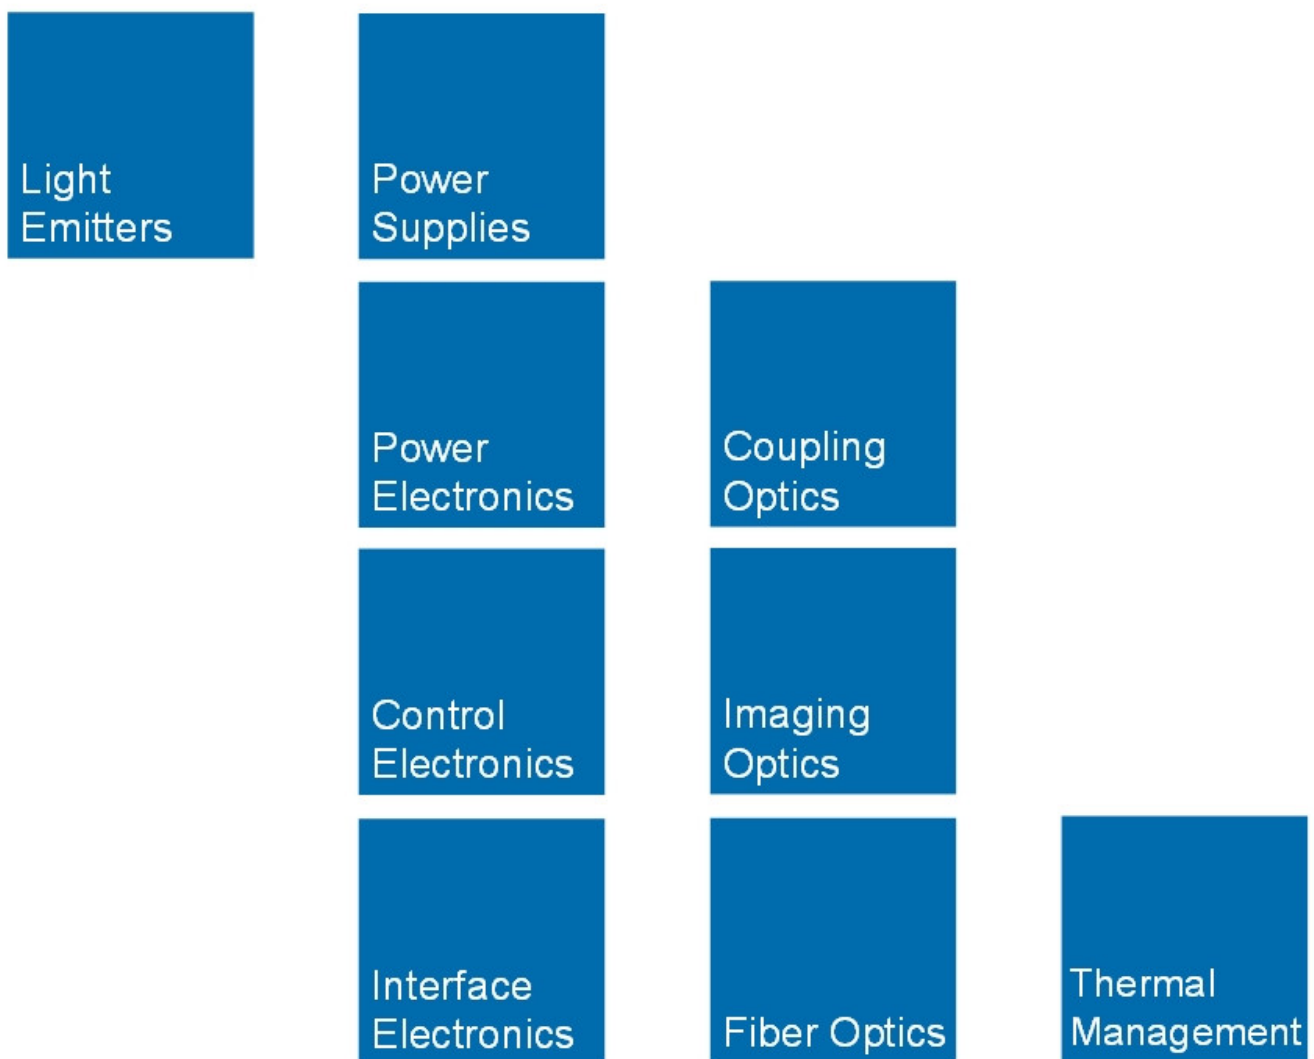 Light
Emitters
Power
Supplies
Power
Electronics
Coupling
Optics
Control
Electronics
Imaging
Optics
Interface
Electronics
Fiber Optics
Thermal
Management